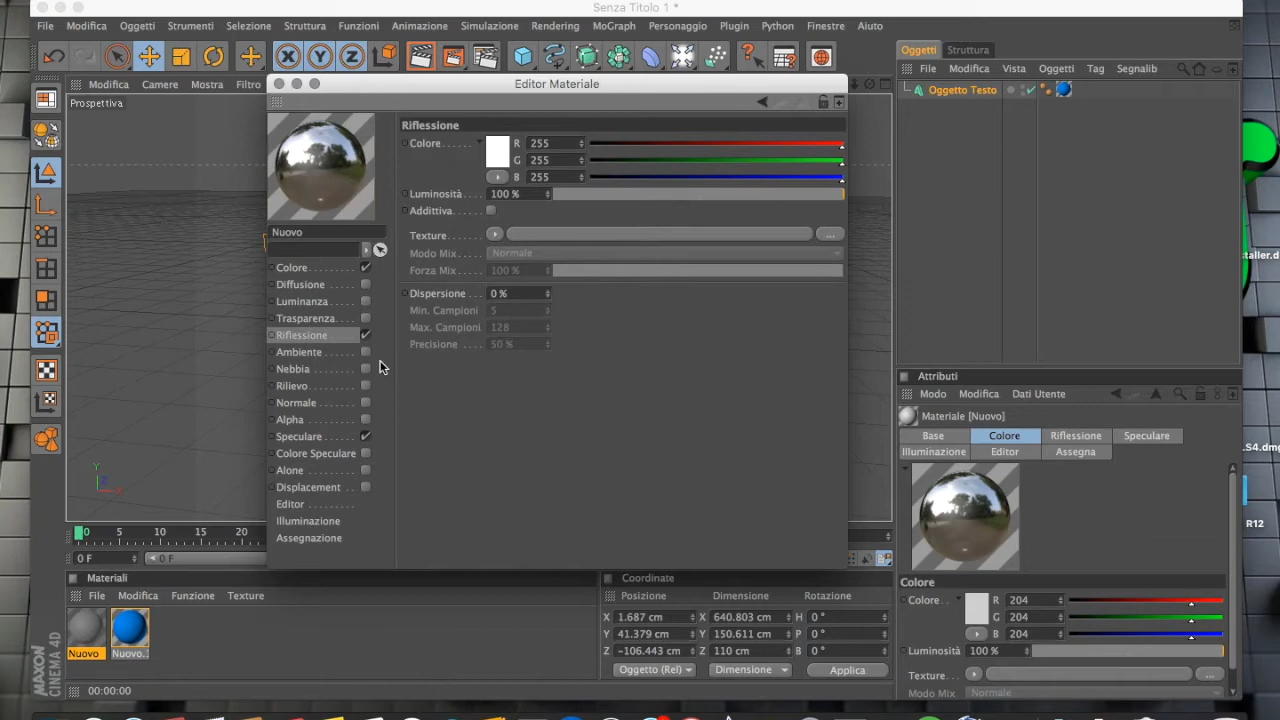 Senza Titolo 1 *
File Modifica Oggetti Strumenti Selezione Struttura Funzioni Animazione Simulazione Rendering MoGraph Personaggio Plugin Python Finestre Aiuto
X Y Z
Modifica Camere Mostra Filtro
Prospettiva
Y
Z X
Editor Materiale
Nuovo
Colore
Diffusione
Luminanza
Trasparenza
Riflessione
Ambiente
Nebbia
Rilievo
Normale
Alpha
Speculare
Colore Speculare
Alone
Displacement
Editor
Illuminazione
Assegnazione
Riflessione
Colore R 255
G 255
B 255
Luminosità 100 %
Addittiva
Texture ...
Modo Mix Normale
Forza Mix 100 %
Dispersione 0 %
Min. Campioni 5
Max. Campioni 128
Precisione 50 %
Oggetti Struttura
File Modifica Vista Oggetti Tag Segnalib
Oggetto Testo
Attributi
Modo Modifica Dati Utente
Materiale [Nuovo]
Base Colore Riflessione Speculare
Illuminazione Editor Assegna
Colore
Colore R 204
G 204
B 204
Luminosità 100 %
Texture ...
Modo Mix Normale
0 5 10 15 20
0 F
Materiali
File Modifica Funzione Texture
Nuovo Nuovo.
Coordinate
Posizione Dimensione Rotazione
X 1.687 cm X 640.803 cm H 0 °
Y 41.379 cm Y 150.611 cm P 0 °
Z -106.443 cm Z 110 cm B 0 °
Oggetto (Rel) Dimensione Applica
00:00:00
MAXON
CINEMA 4D
staller.d
LS4.dmg
R12